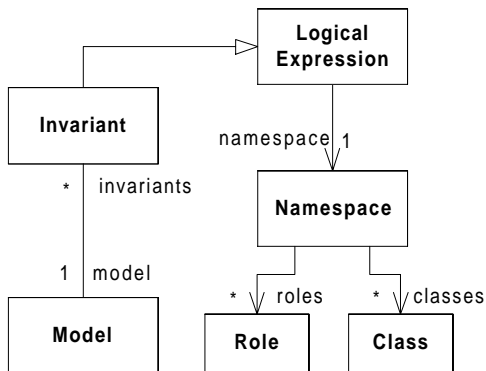 Logical
Expression
Invariant
namespace 1
* invariants
Namespace
1 model
* roles
* classes
Model
Role
Class